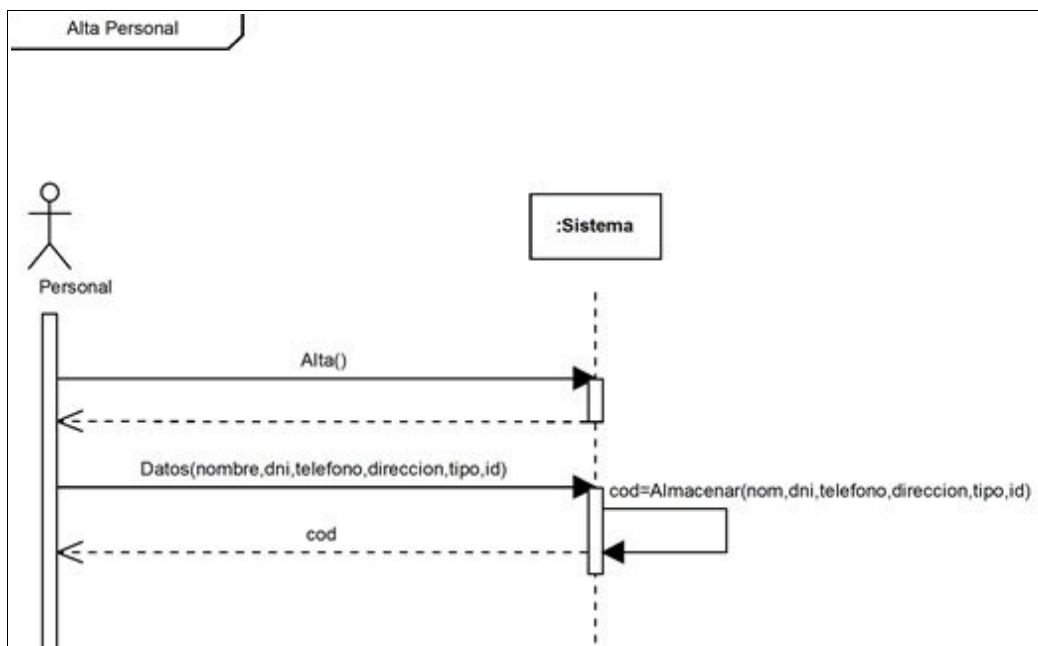 Alta Personal
:Sistema
Personal
Alta()
Datos(nombre,dni,telefono,direccion,tipo,id)
cod=Almacenar(nom,dni,telefono,direccion,tipo,id)
cod